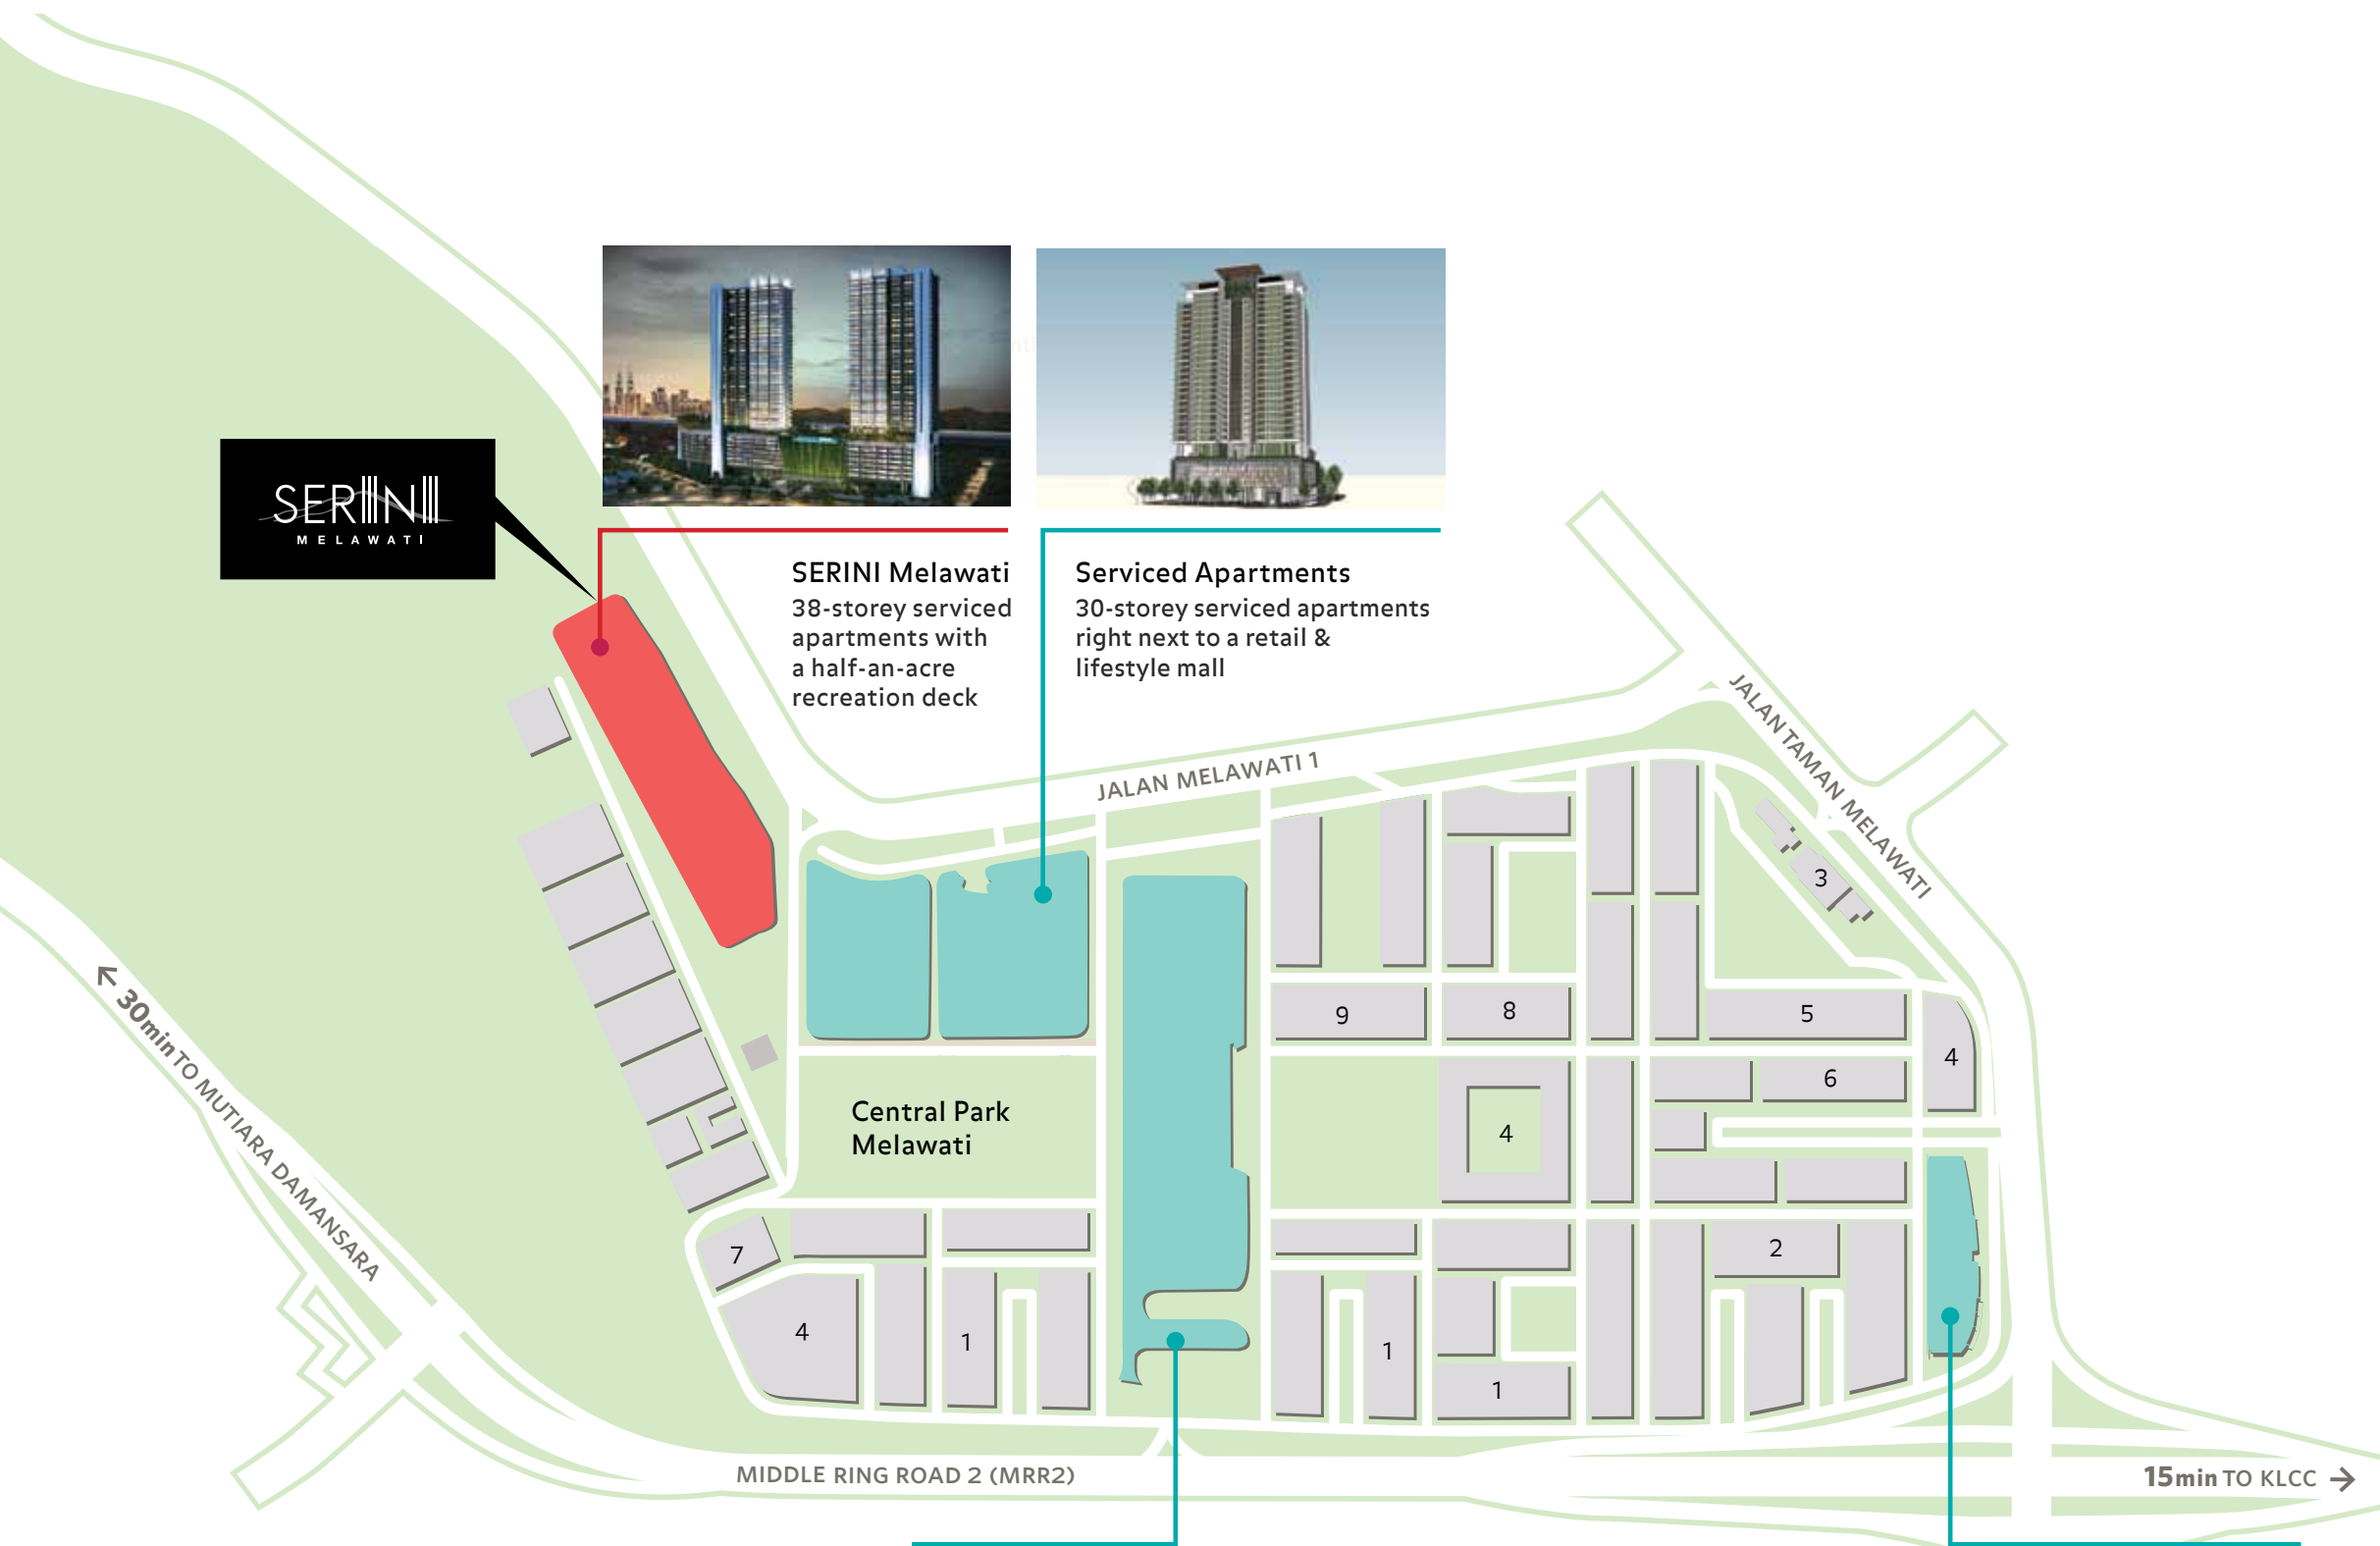 SERINI
MELAWATI
SERINI Melawati
38-storey serviced
apartments with
a half-an-acre
recreation deck
Serviced Apartments
30-storey serviced apartments
right next to a retail &
lifestyle mall
JALAN MELAWATI 1
JALAN TAMAN MELAWATI
3
9
8
5
4
6
← 30min TO MUTIARA DAMANSARA
Central Park
Melawati
4
7
2
4
1
1
1
MIDDLE RING ROAD 2 (MRR2)
15min TO KLCC →